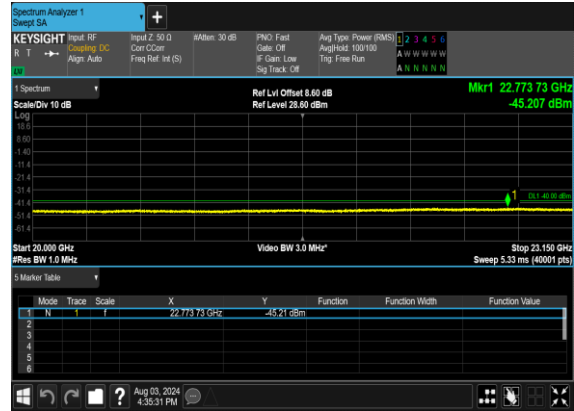 Spectrum Analyzer 1
Swept SA
+
KEYSIGHT Input: RF Input Z: 50 Ω #Atten: 30 dB PNO: Fast Avg Type: Power (RMS) 1 2 3 4 5 6
R T Coupling: DC Corr CCorr Gate: Off Avg|Hold: 100/100 A W W W W W
Align: Auto Freq Ref: Int (S) IF Gain: Low Trig: Free Run
Sig Track: Off A N N N N N
1 Spectrum Ref Lvl Offset 8.60 dB Mkr1 22.773 73 GHz
Scale/Div 10 dB Ref Level 28.60 dBm -45.207 dBm
Log
18.6
8.60
-1.40
-11.4
-21.4
-31.4
1 DL1 -40.00 dBm
-41.4
-51.4
-61.4
Start 20.000 GHz Video BW 3.0 MHz* Stop 23.150 GHz
#Res BW 1.0 MHz Sweep 5.33 ms (40001 pts)
5 Marker Table
Mode Trace Scale X Y Function Function Width Function Value
1 N 1 f 22.773 73 GHz -45.21 dBm
2
3
4
5
6
? Aug 03, 2024
4:35:31 PM